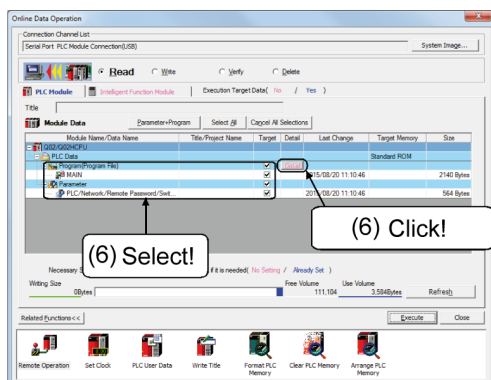 Online Data Operation
Connection Channel List
Serial Port PLC Module Connection(USB)
System Image...
Read Write Verify Delete
PLC Module Intelligent Function Module Execution Target Data( No / Yes )
Title
Module Data Parameter+Program Select All Cancel All Selections
Module Name/Data Name Title/Project Name Target Detail Last Change Target Memory Size
Q02/Q02HCPU
PLC Data Standard ROM
Program(Program File) Detail
MAIN 2015/08/20 11:10:46 2140 Bytes
Parameter
PLC/Network/Remote Password/Swit... 2015/08/20 11:10:46 564 Bytes
(6) Click!
(6) Select!
Necessary S
if it is needed( No Setting / Already Set )
Writing Size
0Bytes
Free Volume Use Volume
111,104 3,584Bytes Refresh
Related Functions<<
Execute Close
Remote Operation Set Clock PLC User Data Write Title Format PLC Memory Clear PLC Memory Arrange PLC Memory